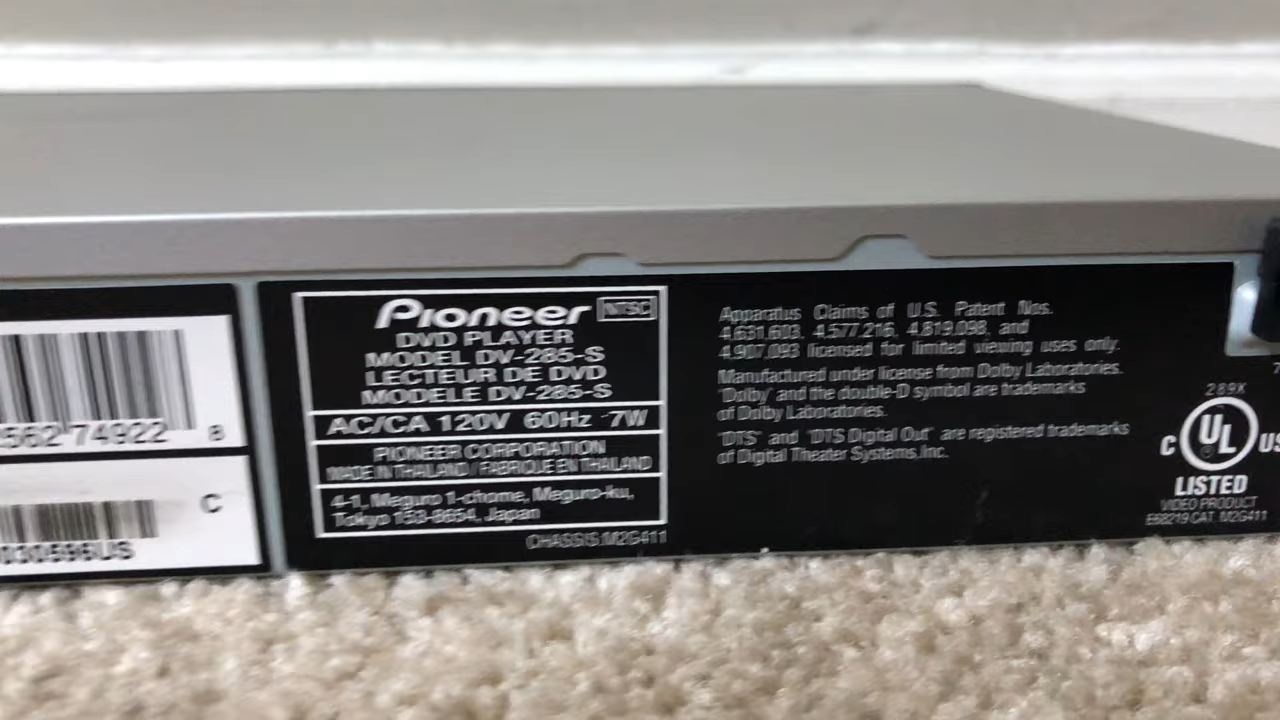 562 74922 8
C
Pioneer NTSC
DVD PLAYER
MODEL DV-285-S
LECTEUR DE DVD
MODELE DV-285-S
AC/CA 120V 60Hz 7W
PIONEER CORPORATION
MADE IN THAILAND / FABRIQUE EN THAILAND
4-1, Meguro 1-chome, Meguro-ku,
Tokyo 153-8654, Japan
CHASSIS:M2G411
Apparatus Claims of U.S. Patent Nos.
4.631.603, 4.577.216, 4.819.098, and
4.907.093 licensed for limited viewing uses only.
Manufactured under license from Dolby Laboratories.
"Dolby" and the double-D symbol are trademarks
of Dolby Laboratories.
"DTS" and "DTS Digital Out" are registered trademarks
of Digital Theater Systems,Inc.
289X
C UL US
LISTED
VIDEO PRODUCT
E68219 CAT. M2G411